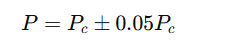 P = P_c ± 0.05P_c